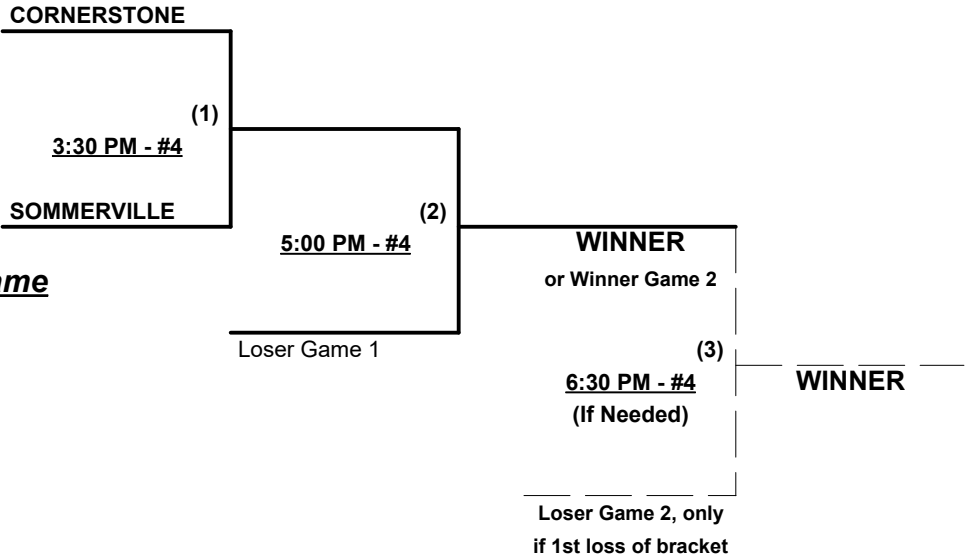 CORNERSTONE
(1)
3:30 PM - #4
SOMMERVILLE
(2)
5:00 PM - #4
WINNER
or Winner Game 2
Loser Game 1
(3)
6:30 PM - #4
(If Needed)
WINNER
Loser Game 2, only
if 1st loss of bracket